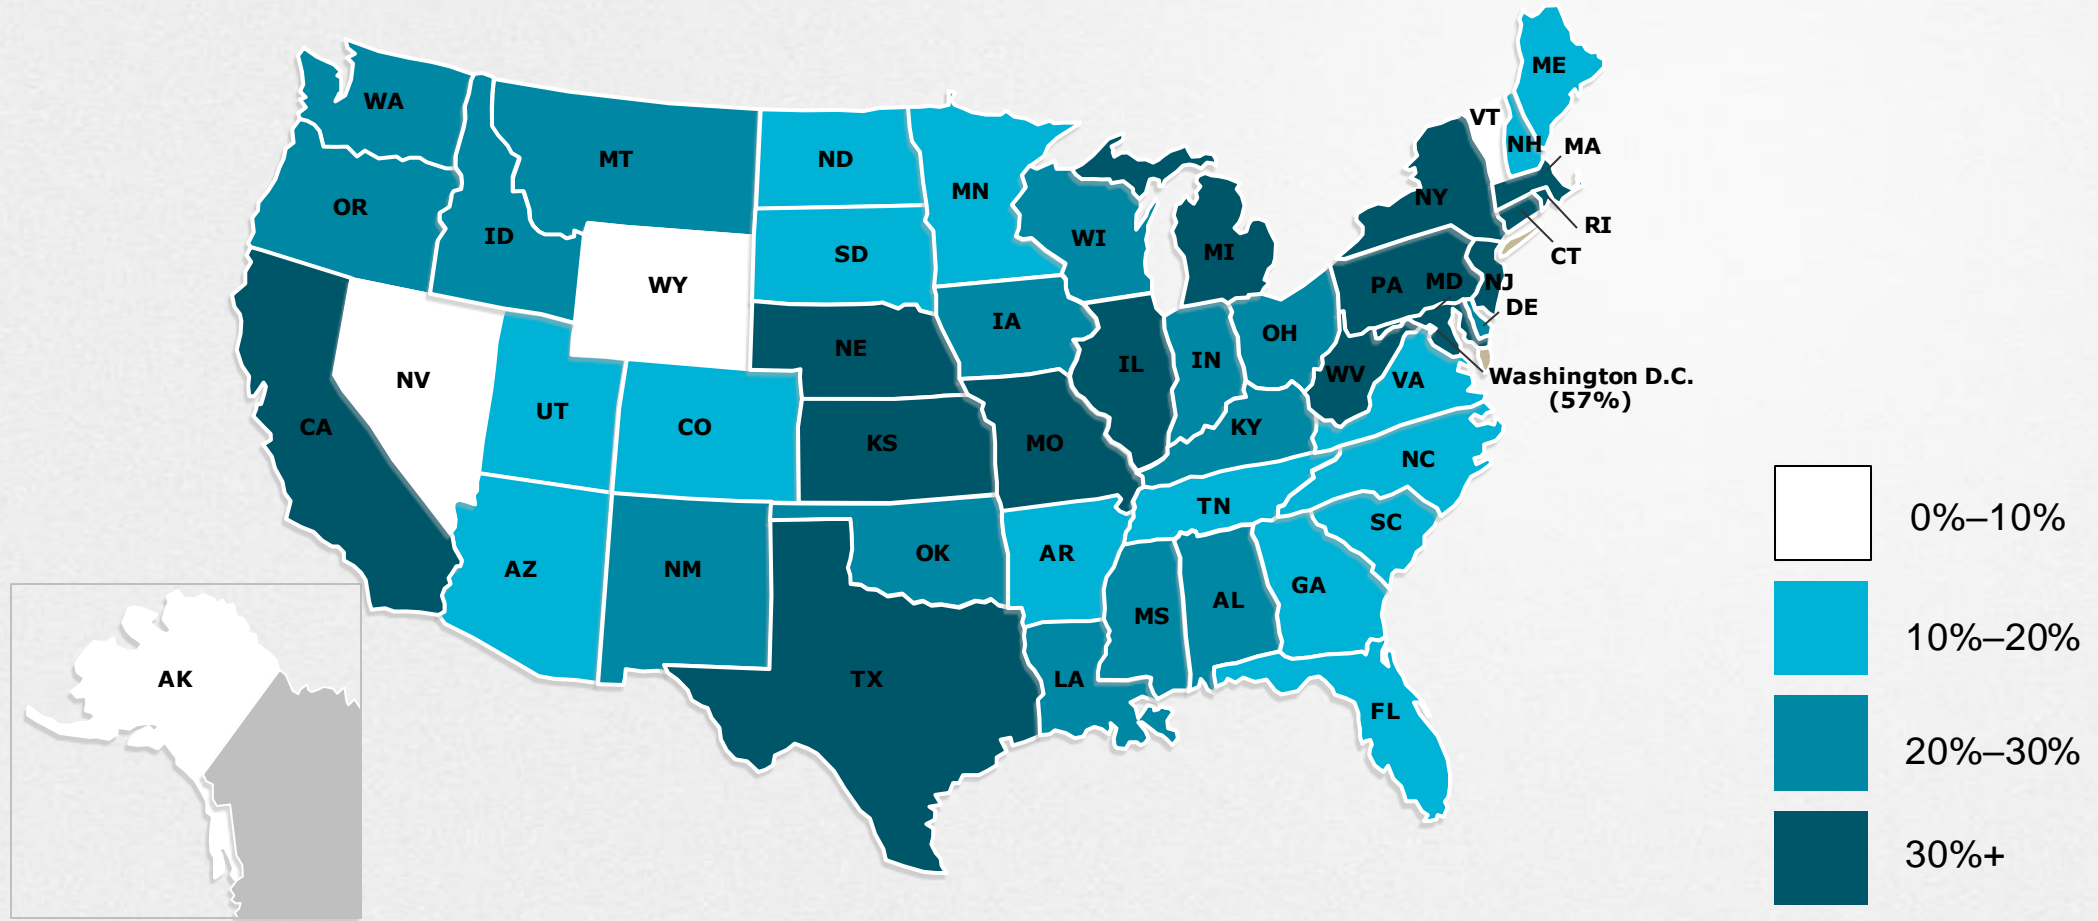 ME
WA
VT
NH
MA
MT
ND
MN
NY
OR
RI
ID
WI
SD
MI
CT
WY
PA
MD
NJ
DE
IA
OH
NE
IL
IN
WV
VA
Washington D.C.
(57%)
NV
UT
CO
CA
KS
MO
KY
NC
TN
SC
0%–10%
AZ
NM
OK
AR
GA
AL
MS
10%–20%
AK
TX
LA
FL
20%–30%
30%+